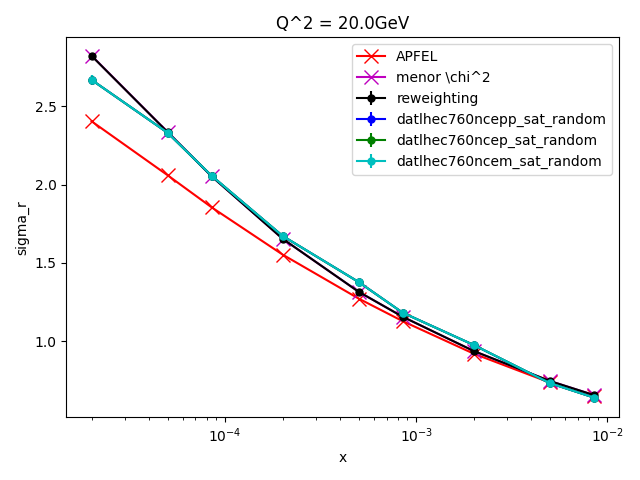 Q^2 = 20.0GeV
APFEL
menor \chi^2
reweighting
datlhec760ncepp_sat_random
datlhec760ncep_sat_random
datlhec760ncem_sat_random
sigma_r
2.5
2.0
1.5
1.0
10⁻⁴
10⁻³
10⁻²
x